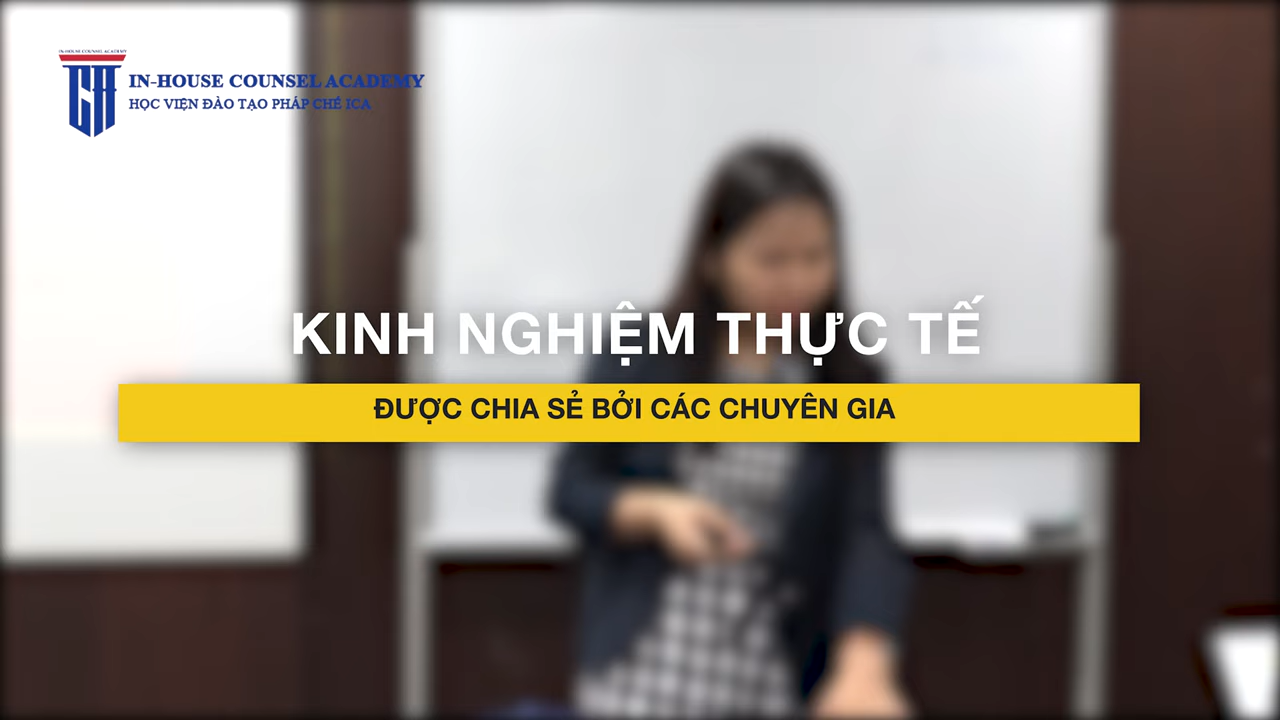 IN-HOUSE COUNSEL ACADEMY
IN-HOUSE COUNSEL ACADEMY
HỌC VIỆN ĐÀO TẠO PHÁP CHẾ ICA
KINH NGHIỆM THỰC TẾ
ĐƯỢC CHIA SẺ BỞI CÁC CHUYÊN GIA